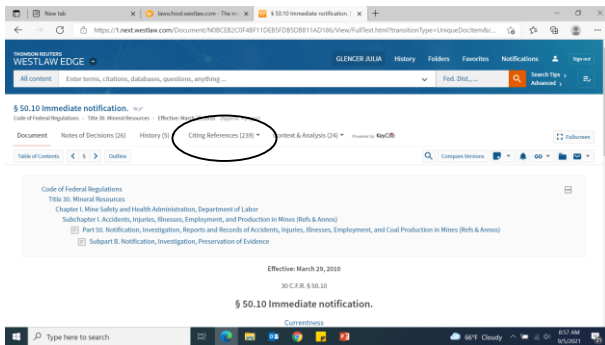 New tab
lawschool.westlaw.com - The m
§ 50.10 Immediate notification. |
https://1.next.westlaw.com/Document/N0BCEB2C0F48F11DEB5FDB5DB811AD186/View/FullText.html?transitionType=UniqueDocItem&c...
THOMSON REUTERS
WESTLAW EDGE
GLENCER JULIA History Folders Favorites Notifications Sign out
All content Enter terms, citations, databases, questions, anything ... Fed. Dist., ... Search Tips Advanced
§ 50.10 Immediate notification.
Code of Federal Regulations Title 30. Mineral Resources Effective: March
Document Notes of Decisions (26) History (5) Citing References (239) Context & Analysis (24) Powered by KeyCite
Fullscreen
Table of Contents § Outline Compare Versions
Code of Federal Regulations
Title 30. Mineral Resources
Chapter I. Mine Safety and Health Administration, Department of Labor
Subchapter I. Accidents, Injuries, Illnesses, Employment, and Production in Mines (Refs & Annos)
Part 50. Notification, Investigation, Reports and Records of Accidents, Injuries, Illnesses, Employment, and Coal Production in Mines (Refs & Annos)
Subpart B. Notification, Investigation, Preservation of Evidence
Effective: March 29, 2010
30 C.F.R. § 50.10
§ 50.10 Immediate notification.
Currentness
Type here to search
66°F Cloudy
8:57 AM
9/5/2021